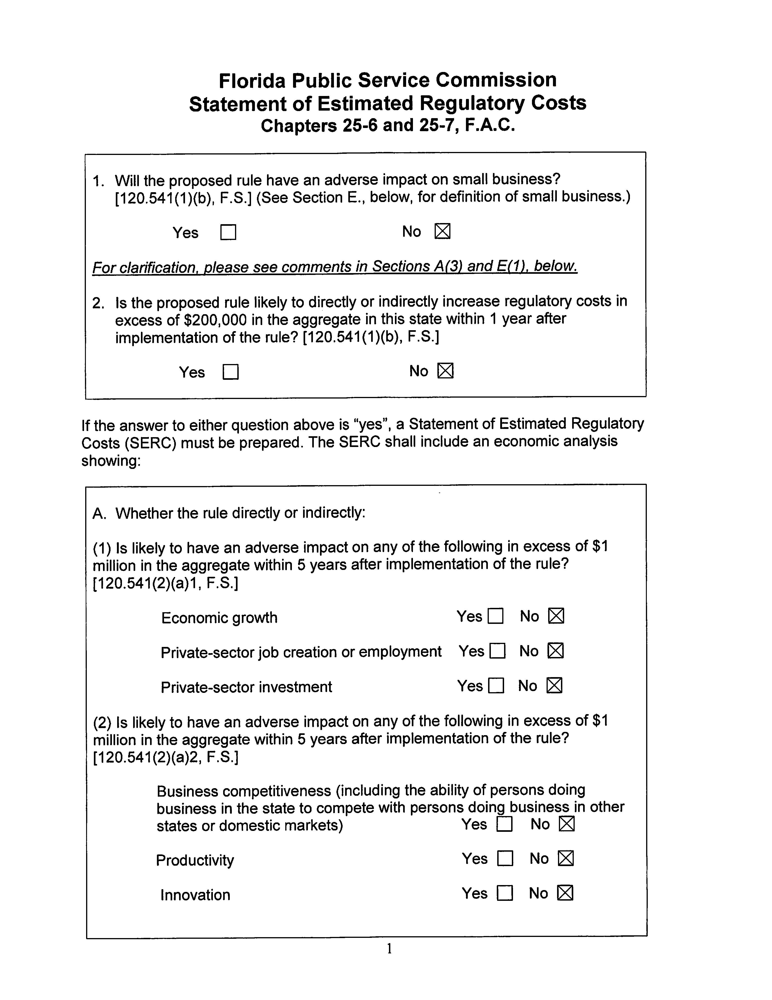 Florida Public Service Commission
Statement of Estimated Regulatory Costs
Chapters 25-6 and 25-7, F.A.C.
1. Will the proposed rule have an adverse impact on small business?
[120.541(1)(b), F.S.] (See Section E., below, for definition of small business.)
Yes ☐ No ☒
For clarification, please see comments in Sections A(3) and E(1), below.
2. Is the proposed rule likely to directly or indirectly increase regulatory costs in
excess of $200,000 in the aggregate in this state within 1 year after
implementation of the rule? [120.541(1)(b), F.S.]
Yes ☐ No ☒
If the answer to either question above is “yes”, a Statement of Estimated Regulatory
Costs (SERC) must be prepared. The SERC shall include an economic analysis
showing:
A. Whether the rule directly or indirectly:
(1) Is likely to have an adverse impact on any of the following in excess of $1
million in the aggregate within 5 years after implementation of the rule?
[120.541(2)(a)1, F.S.]
Economic growth Yes ☐ No ☒
Private-sector job creation or employment Yes ☐ No ☒
Private-sector investment Yes ☐ No ☒
(2) Is likely to have an adverse impact on any of the following in excess of $1
million in the aggregate within 5 years after implementation of the rule?
[120.541(2)(a)2, F.S.]
Business competitiveness (including the ability of persons doing
business in the state to compete with persons doing business in other
states or domestic markets) Yes ☐ No ☒
Productivity Yes ☐ No ☒
Innovation Yes ☐ No ☒
1